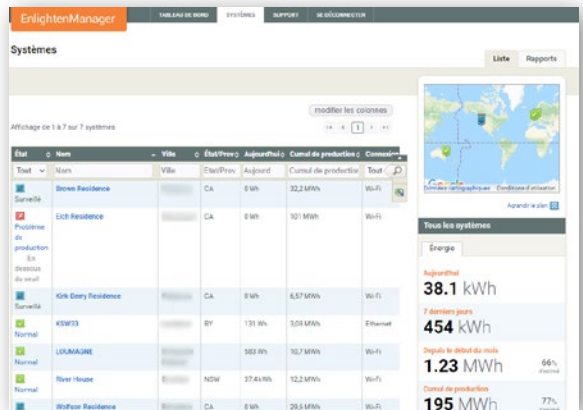 EnlightenManager
TABLEAU DE BORD SYSTÈMES SUPPORT SE DÉCONNECTER
Systèmes
Liste Rapports
modifier les colonnes
Affichage de 1 à 7 sur 7 systèmes
1
État Nom Ville État/Prov Aujourd'hui Cumul de production Connexion
Tout Nom Ville État/Prov Aujourd Cumul de production Tout
Surveillé Brown Residence CA 0 Wh 32,2 MWh Wi-Fi
Problème de production Eich Residence CA 0 Wh 101 MWh Wi-Fi
En dessous du seuil
Surveillé Kirk-Derry Residence CA 0 Wh 6,57 MWh Wi-Fi
Normal KSW33 BY 131 Wh 3,08 MWh Ethernet
Normal LOUMAGNE 583 Wh 10,7 MWh Wi-Fi
Normal River House NSW 37,4 kWh 12,2 MWh Wi-Fi
Wolfson Residence CA 0 Wh 29,5 MWh Wi-Fi
Google
Données cartographiques Conditions d'utilisation
Agrandir le plan
Tous les systèmes
Énergie
Aujourd'hui
38.1 kWh
7 derniers jours
454 kWh
Depuis le début du mois
1.23 MWh 66%
Cumul de production
195 MWh 77%